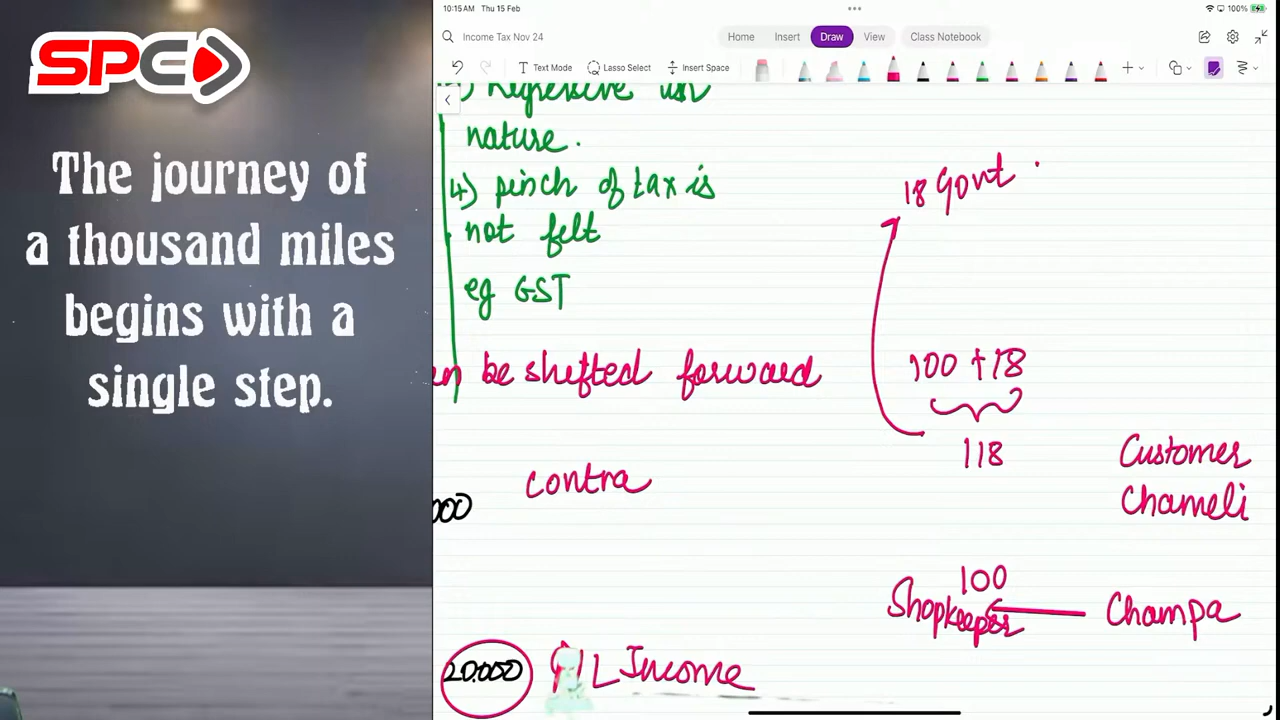 SPC
The journey of
a thousand miles
begins with a
single step.
10:15 AM Thu 15 Feb
100%
Income Tax Nov 24
Home Insert Draw View Class Notebook
Text Mode Lasso Select Insert Space
Regressive in
nature.
4) pinch of tax is
not felt
eg GST
be shifted forward
contra
000
20.000
L Income
18 Govt
100 + 18
118
Customer
Chameli
100
Shopkeeper
Champa